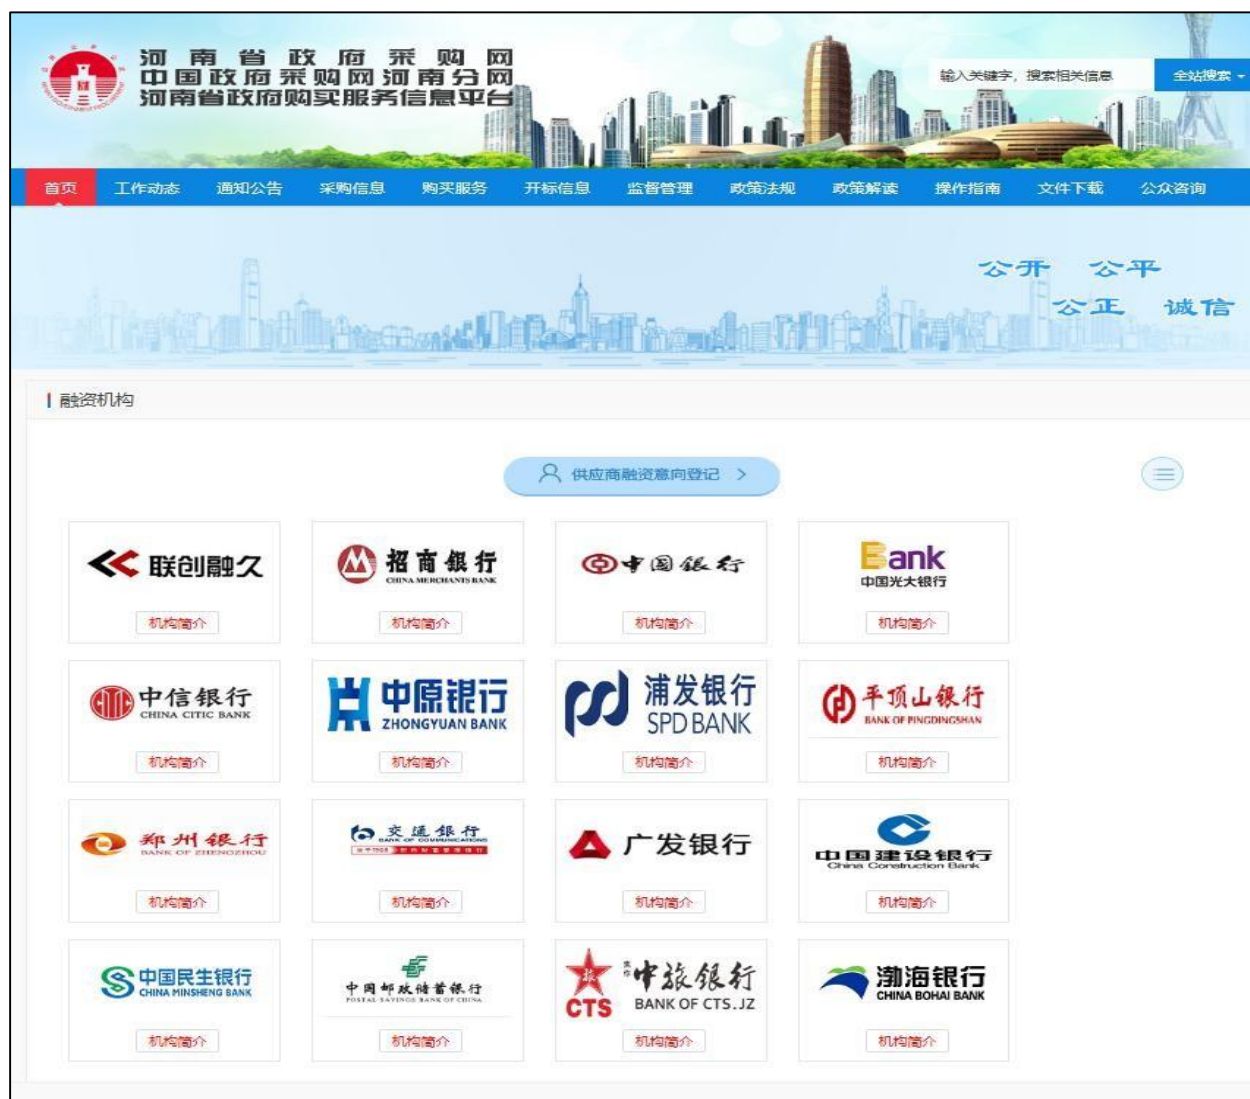 河南省政府采购网
中国政府采购网河南分网
河南省政府购买服务信息平台
输入关键字，搜索相关信息 全站搜索
首页 工作动态 通知公告 采购信息 购买服务 开标信息 监督管理 政策法规 政策解读 操作指南 文件下载 公众咨询
公开 公平
公正 诚信
融资机构
供应商融资意向登记 >
联创融久
机构简介
招商银行
CHINA MERCHANTS BANK
机构简介
中国银行
机构简介
Bank
中国光大银行
机构简介
中信银行
CHINA CITIC BANK
机构简介
中原银行
ZHONGYUAN BANK
机构简介
浦发银行
SPD BANK
机构简介
平顶山银行
BANK OF PINGDINGSHAN
机构简介
郑州银行
BANK OF ZHENGZHOU
机构简介
交通银行
BANK OF COMMUNICATIONS
机构简介
广发银行
机构简介
中国建设银行
China Construction Bank
机构简介
中国民生银行
CHINA MINSHENG BANK
机构简介
中国邮政储蓄银行
POSTAL SAVINGS BANK OF CHINA
机构简介
旅
CTS
焦作中旅银行
BANK OF CTS.JZ
机构简介
渤海银行
CHINA BOHAI BANK
机构简介